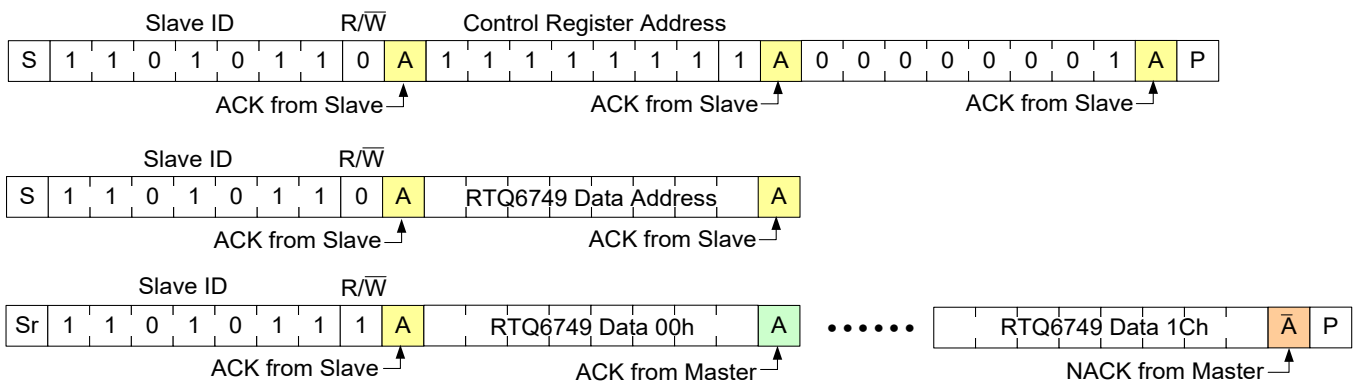 Slave ID R/W̅ Control Register Address
S 1 1 0 1 0 1 1 0 A 1 1 1 1 1 1 1 1 A 0 0 0 0 0 0 0 1 A P
ACK from Slave ACK from Slave ACK from Slave
Slave ID R/W̅
S 1 1 0 1 0 1 1 0 A RTQ6749 Data Address A
ACK from Slave ACK from Slave
Slave ID R/W̅
Sr 1 1 0 1 0 1 1 1 A RTQ6749 Data 00h A •••••• RTQ6749 Data 1Ch A̅ P
ACK from Slave ACK from Master NACK from Master